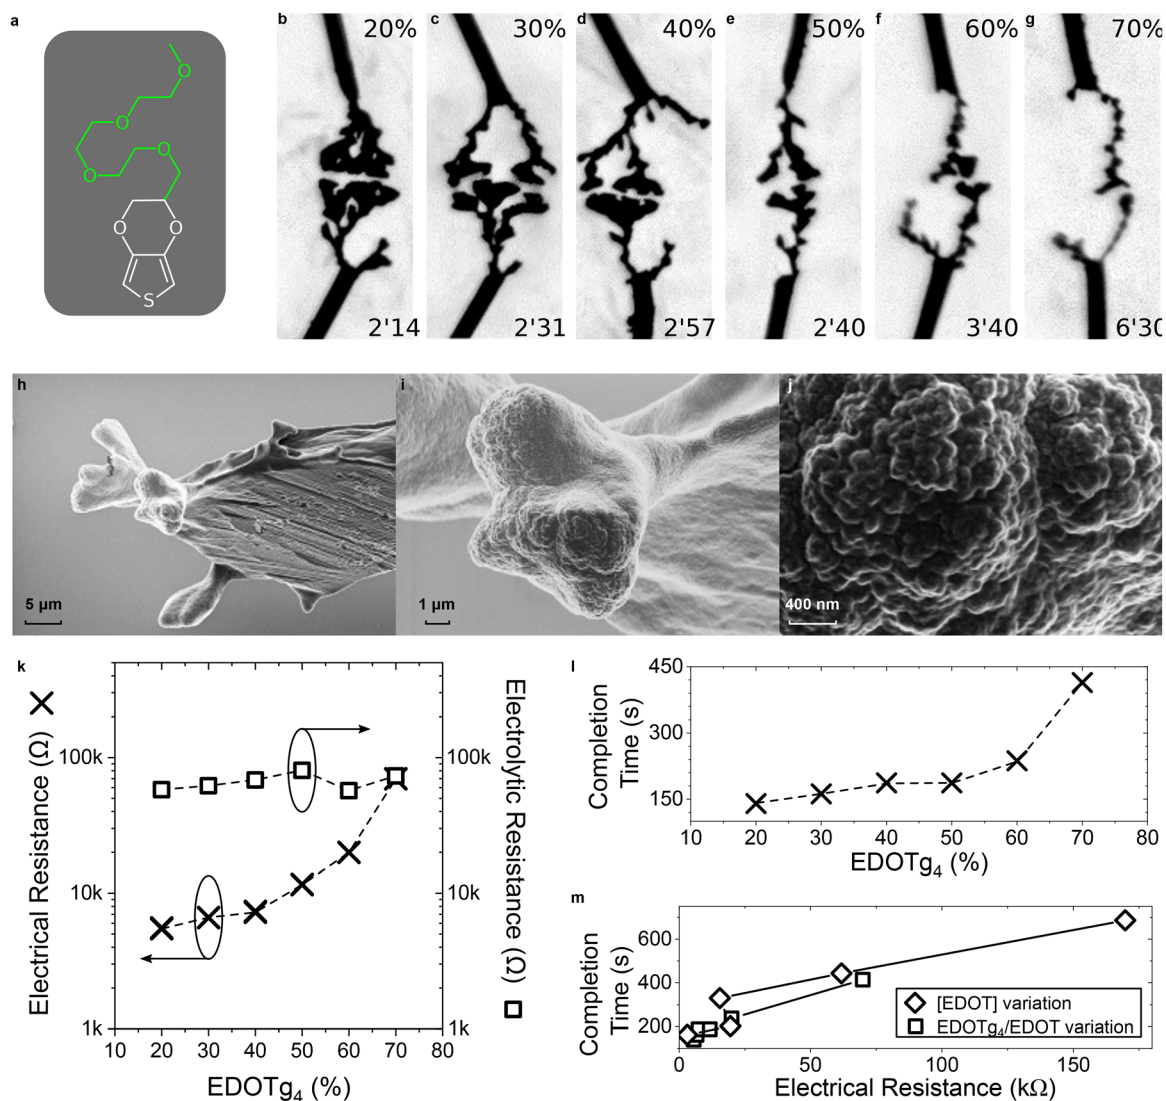 a
O
O
O
O
O
O
S
b
20%
2'14
c
30%
2'31
d
40%
2'57
e
50%
2'40
f
60%
3'40
g
70%
6'30
h
5 µm
i
1 µm
j
400 nm
k
Electrical Resistance (Ω)
100k
10k
1k
100k
10k
1k
Electrolytic Resistance (Ω)
10 20 30 40 50 60 70 80
EDOTg4 (%)
l
Completion
Time (s)
450
300
150
10 20 30 40 50 60 70 80
EDOTg4 (%)
m
Completion
Time (s)
600
400
200
[EDOT] variation
EDOTg4/EDOT variation
0 50 100 150
Electrical Resistance (kΩ)